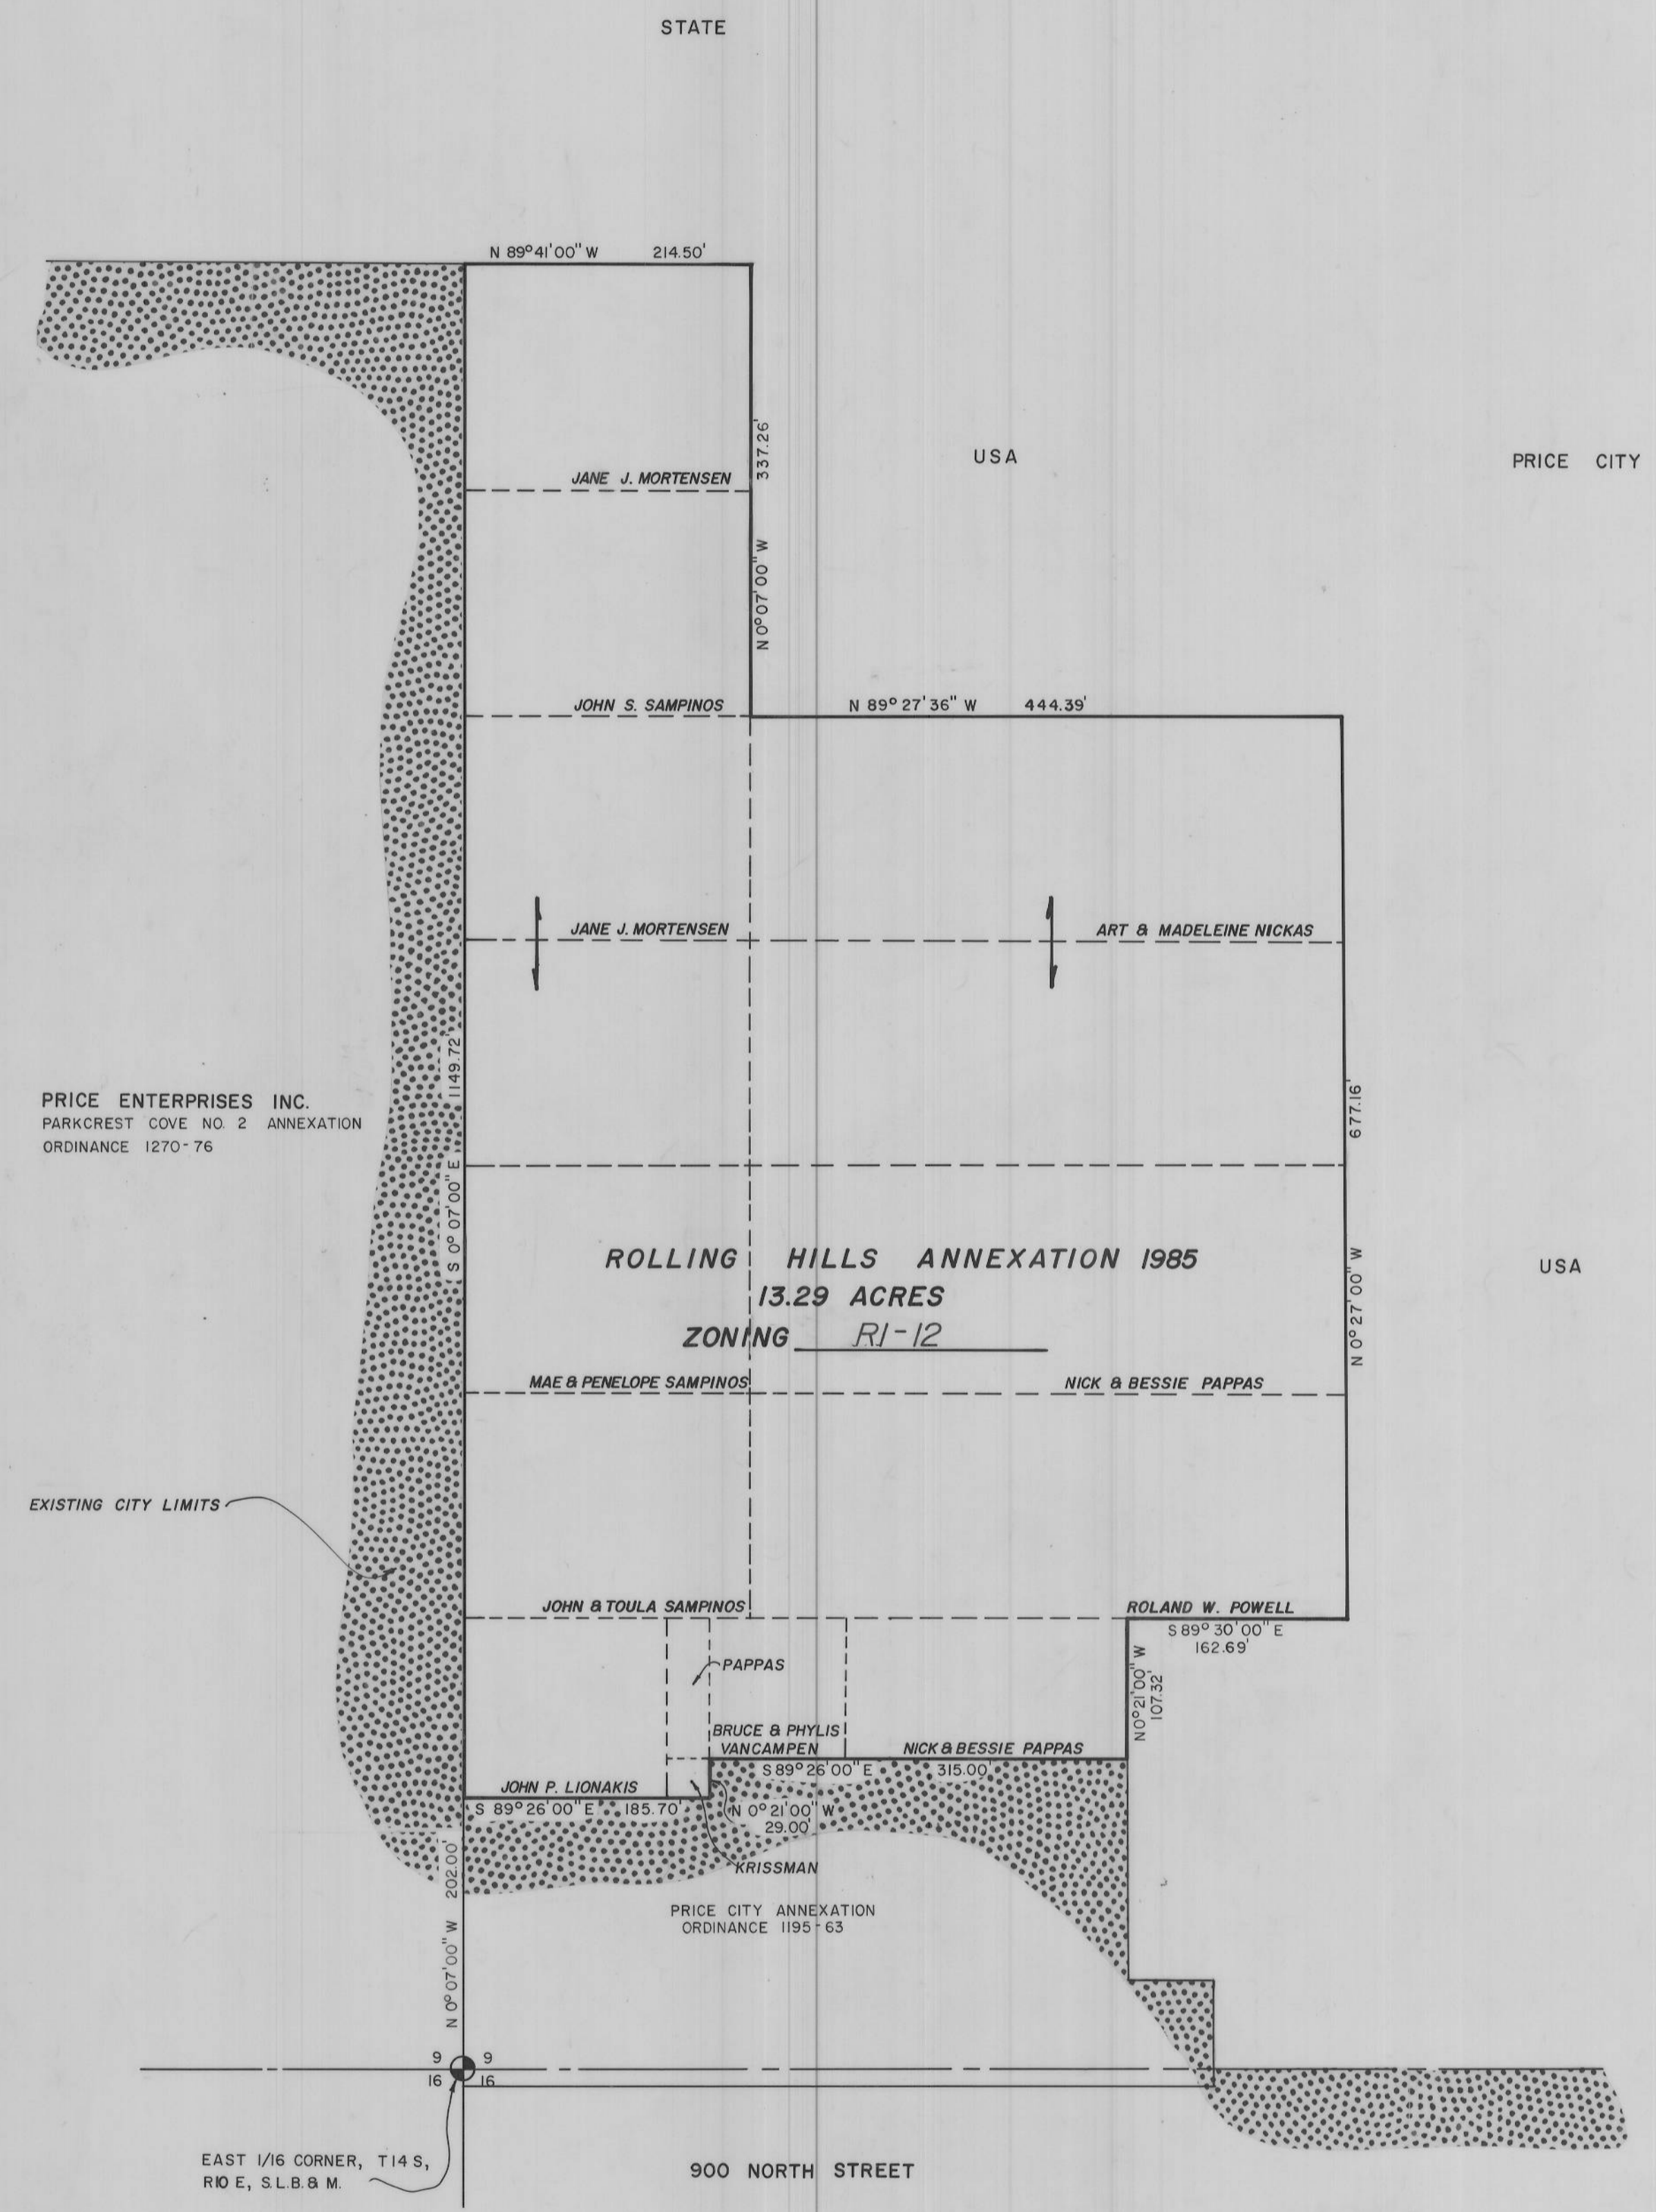 STATE
N 89°41'00" W 214.50'
337.26'
N 0°07'00" W
USA
PRICE CITY
JANE J. MORTENSEN
JOHN S. SAMPINOS
N 89°27'36" W 444.39'
JANE J. MORTENSEN
ART & MADELEINE NICKAS
1149.72'
S 0°07'00" E
677.16'
N 0°27'00" W
PRICE ENTERPRISES INC.
PARKCREST COVE NO. 2 ANNEXATION
ORDINANCE 1270-76
ROLLING HILLS ANNEXATION 1985
13.29 ACRES
ZONING R1-12
USA
MAE & PENELOPE SAMPINOS
NICK & BESSIE PAPPAS
EXISTING CITY LIMITS
JOHN & TOULA SAMPINOS
ROLAND W. POWELL
S 89°30'00" E
162.69'
N 0°21'00" W
107.32'
PAPPAS
BRUCE & PHYLIS
VANCAMPEN
NICK & BESSIE PAPPAS
S 89°26'00" E 315.00'
JOHN P. LIONAKIS
S 89°26'00" E 185.70'
N 0°21'00" W
29.00'
KRISSMAN
202.00'
N 0°07'00" W
PRICE CITY ANNEXATION
ORDINANCE 1195-63
9 9
16 16
EAST 1/16 CORNER, T14 S,
R10 E, S.L.B. & M.
900 NORTH STREET